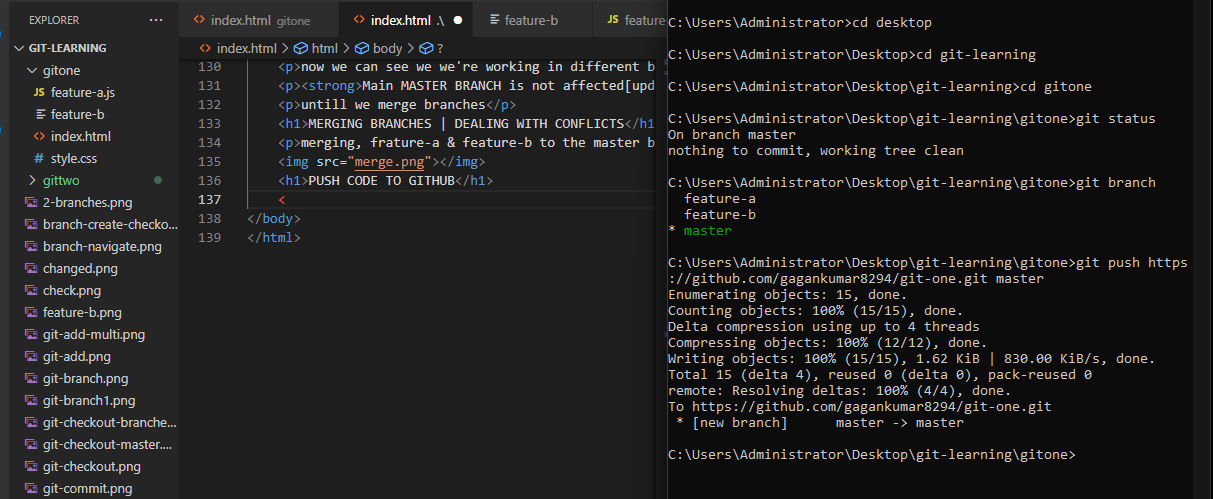 EXPLORER
GIT-LEARNING
gitone
JS feature-a.js
feature-b
<> index.html
# style.css
gittwo
2-branches.png
branch-create-checko...
branch-navigate.png
changed.png
check.png
feature-b.png
git-add-multi.png
git-add.png
git-branch.png
git-branch1.png
git-checkout-branche...
git-checkout-master....
git-checkout.png
git-commit.png
<> index.html gitone
<> index.html .\
feature-b
JS feature
<> index.html > html > body > ?
130 <p>now we can see we we're working in different b
131 <p><strong>Main MASTER BRANCH is not affected[upd
132 <p>untill we merge branches</p>
133 <h1>MERGING BRANCHES | DEALING WITH CONFLICTS</h1
134 <p>merging, frature-a & feature-b to the master b
135 <img src="merge.png"></img>
136 <h1>PUSH CODE TO GITHUB</h1>
137 <
138 </body>
139 </html>
C:\Users\Administrator>cd desktop
C:\Users\Administrator\Desktop>cd git-learning
C:\Users\Administrator\Desktop\git-learning>cd gitone
C:\Users\Administrator\Desktop\git-learning\gitone>git status
On branch master
nothing to commit, working tree clean
C:\Users\Administrator\Desktop\git-learning\gitone>git branch
feature-a
feature-b
* master
C:\Users\Administrator\Desktop\git-learning\gitone>git push https
://github.com/gagankumar8294/git-one.git master
Enumerating objects: 15, done.
Counting objects: 100% (15/15), done.
Delta compression using up to 4 threads
Compressing objects: 100% (12/12), done.
Writing objects: 100% (15/15), 1.62 KiB | 830.00 KiB/s, done.
Total 15 (delta 4), reused 0 (delta 0), pack-reused 0
remote: Resolving deltas: 100% (4/4), done.
To https://github.com/gagankumar8294/git-one.git
* [new branch] master -> master
C:\Users\Administrator\Desktop\git-learning\gitone>